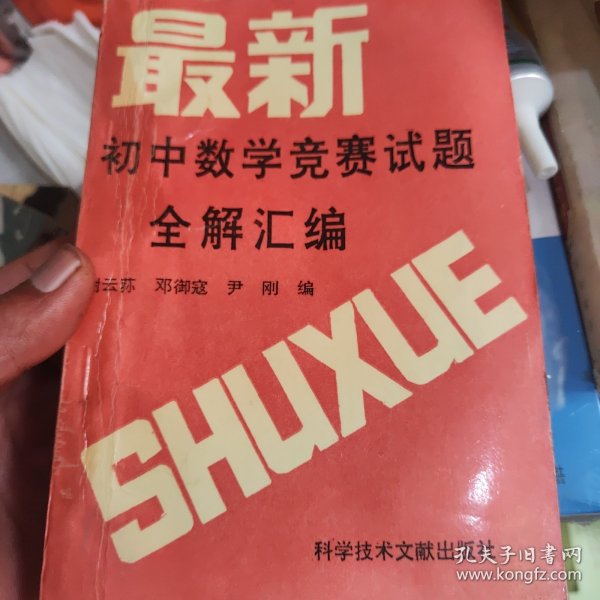 最新
初中数学竞赛试题
全解汇编
云荪 邓御寇 尹刚 编
SHUXUE
科学技术文献出版社
孔夫子旧书网
www.kongfz.com